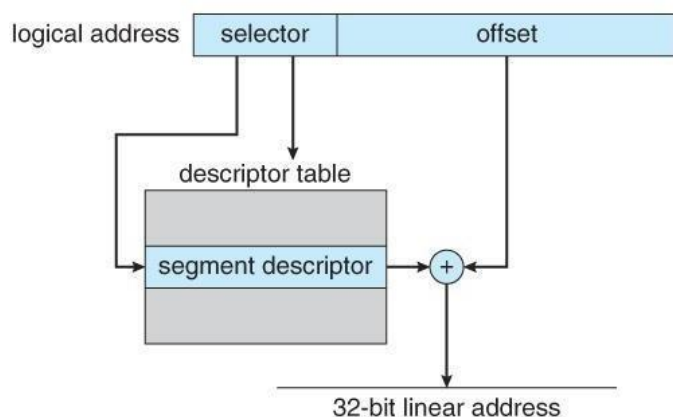 logical address selector offset
descriptor table
segment descriptor +
32-bit linear address